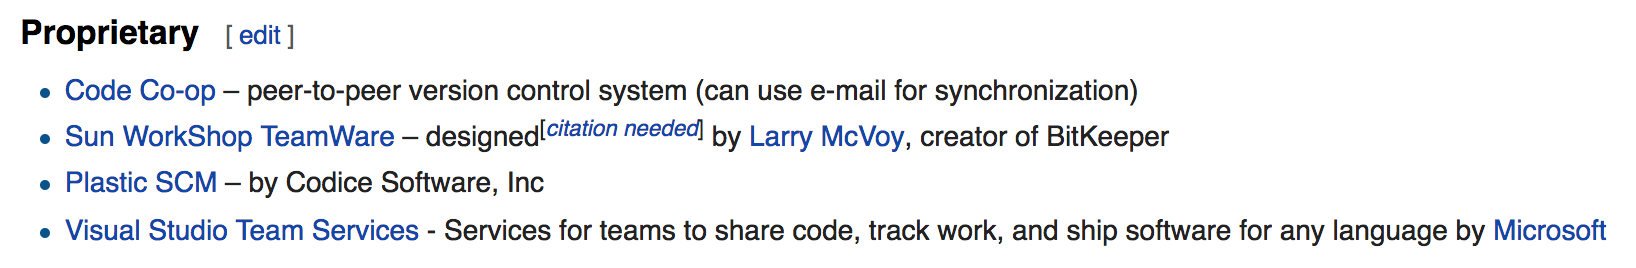 Proprietary [ edit ]
• Code Co-op – peer-to-peer version control system (can use e-mail for synchronization)
• Sun WorkShop TeamWare – designed[citation needed] by Larry McVoy, creator of BitKeeper
• Plastic SCM – by Codice Software, Inc
• Visual Studio Team Services - Services for teams to share code, track work, and ship software for any language by Microsoft